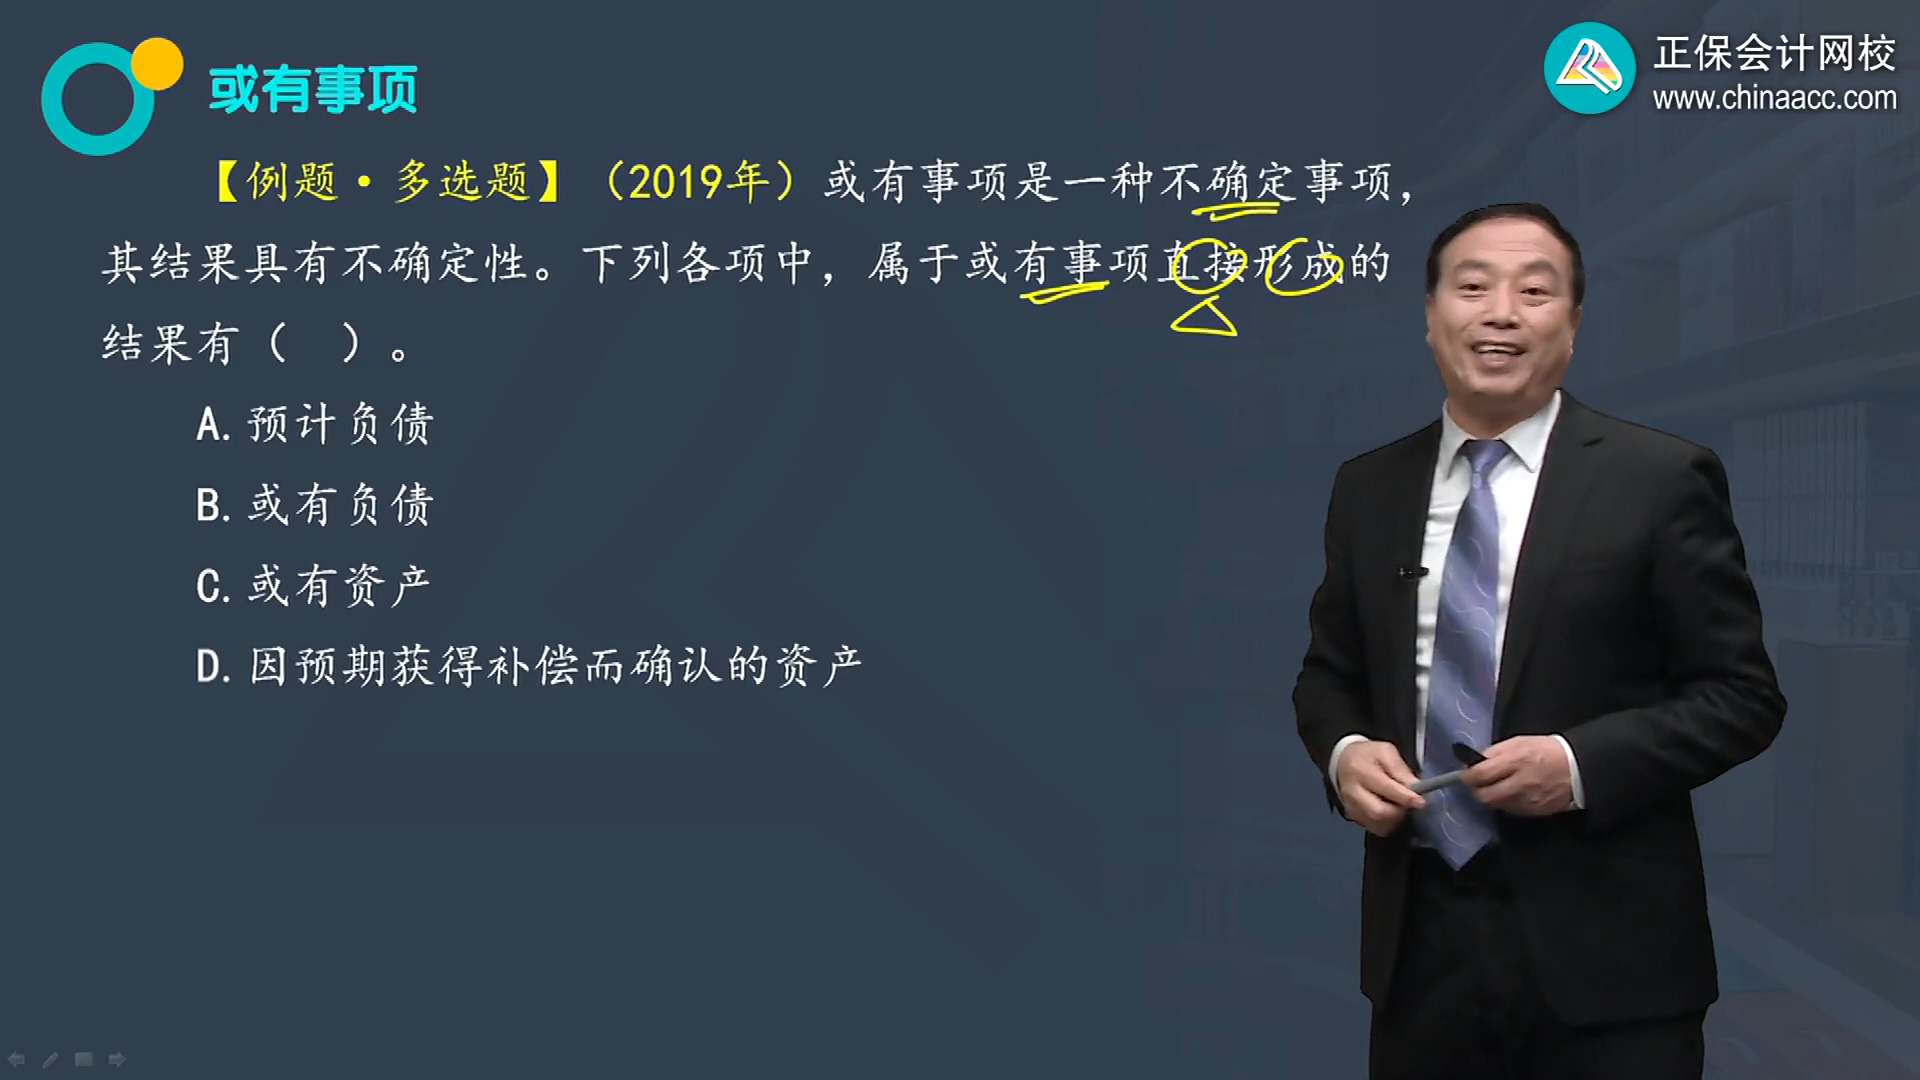 正保会计网校
www.chinaacc.com
或有事项
【例题·多选题】（2019年）或有事项是一种不确定事项，
其结果具有不确定性。下列各项中，属于或有事项直接形成的
结果有（　）。
A. 预计负债
B. 或有负债
C. 或有资产
D. 因预期获得补偿而确认的资产